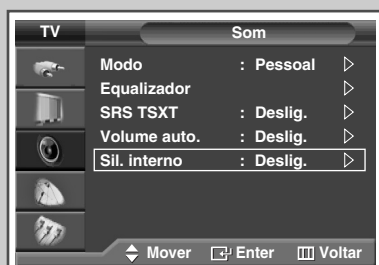 TV Som
Modo : Pessoal
Equalizador
SRS TSXT : Deslig.
Volume auto. : Deslig.
Sil. interno : Deslig.
Mover Enter Voltar